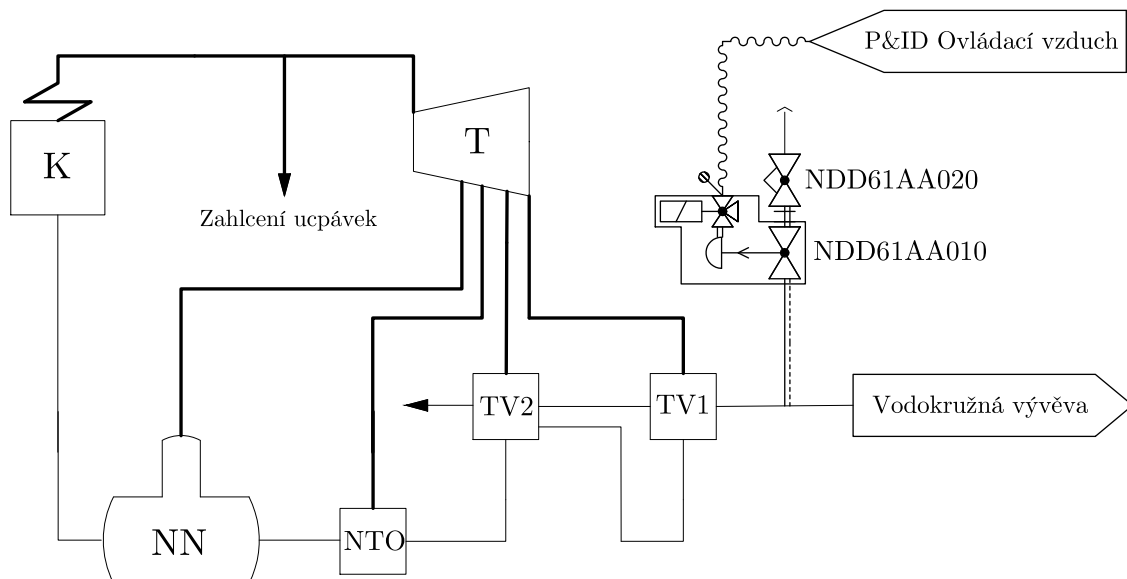 P&ID Ovládací vzduch
K
T
NDD61AA020
Zahlcení ucpávek
NDD61AA010
TV2
TV1
Vodokružná vývěva
NN
NTO